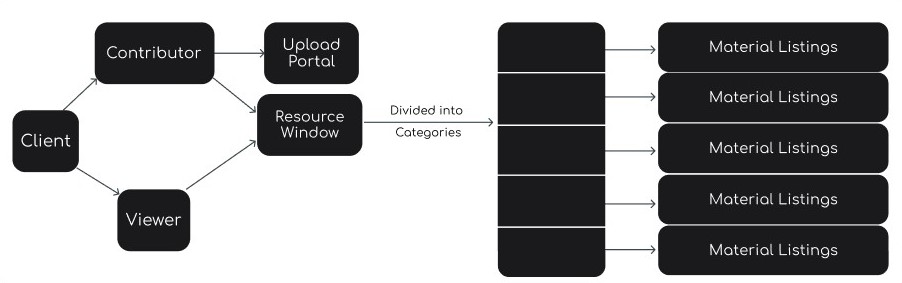 Contributor
Upload
Portal
Client
Resource
Window
Viewer
Divided into
Categories
Material Listings
Material Listings
Material Listings
Material Listings
Material Listings